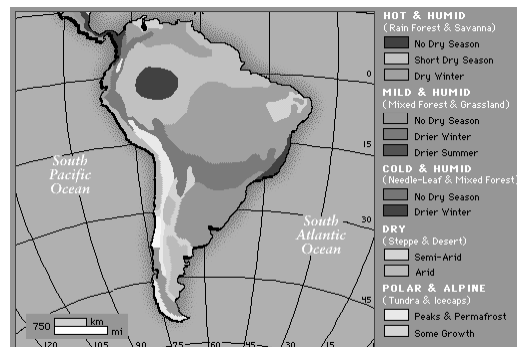 HOT & HUMID
(Rain Forest & Savanna)
No Dry Season
Short Dry Season
Dry Winter
MILD & HUMID
(Mixed Forest & Grassland)
No Dry Season
Drier Winter
Drier Summer
COLD & HUMID
(Needle-Leaf & Mixed Forest)
No Dry Season
Drier Winter
DRY
(Steppe & Desert)
Semi-Arid
Arid
POLAR & ALPINE
(Tundra & Icecaps)
Peaks & Permafrost
Some Growth
0
15
30
45
South
Pacific
Ocean
South
Atlantic
Ocean
750 km
mi
120 105 90 75 60 45 30 15